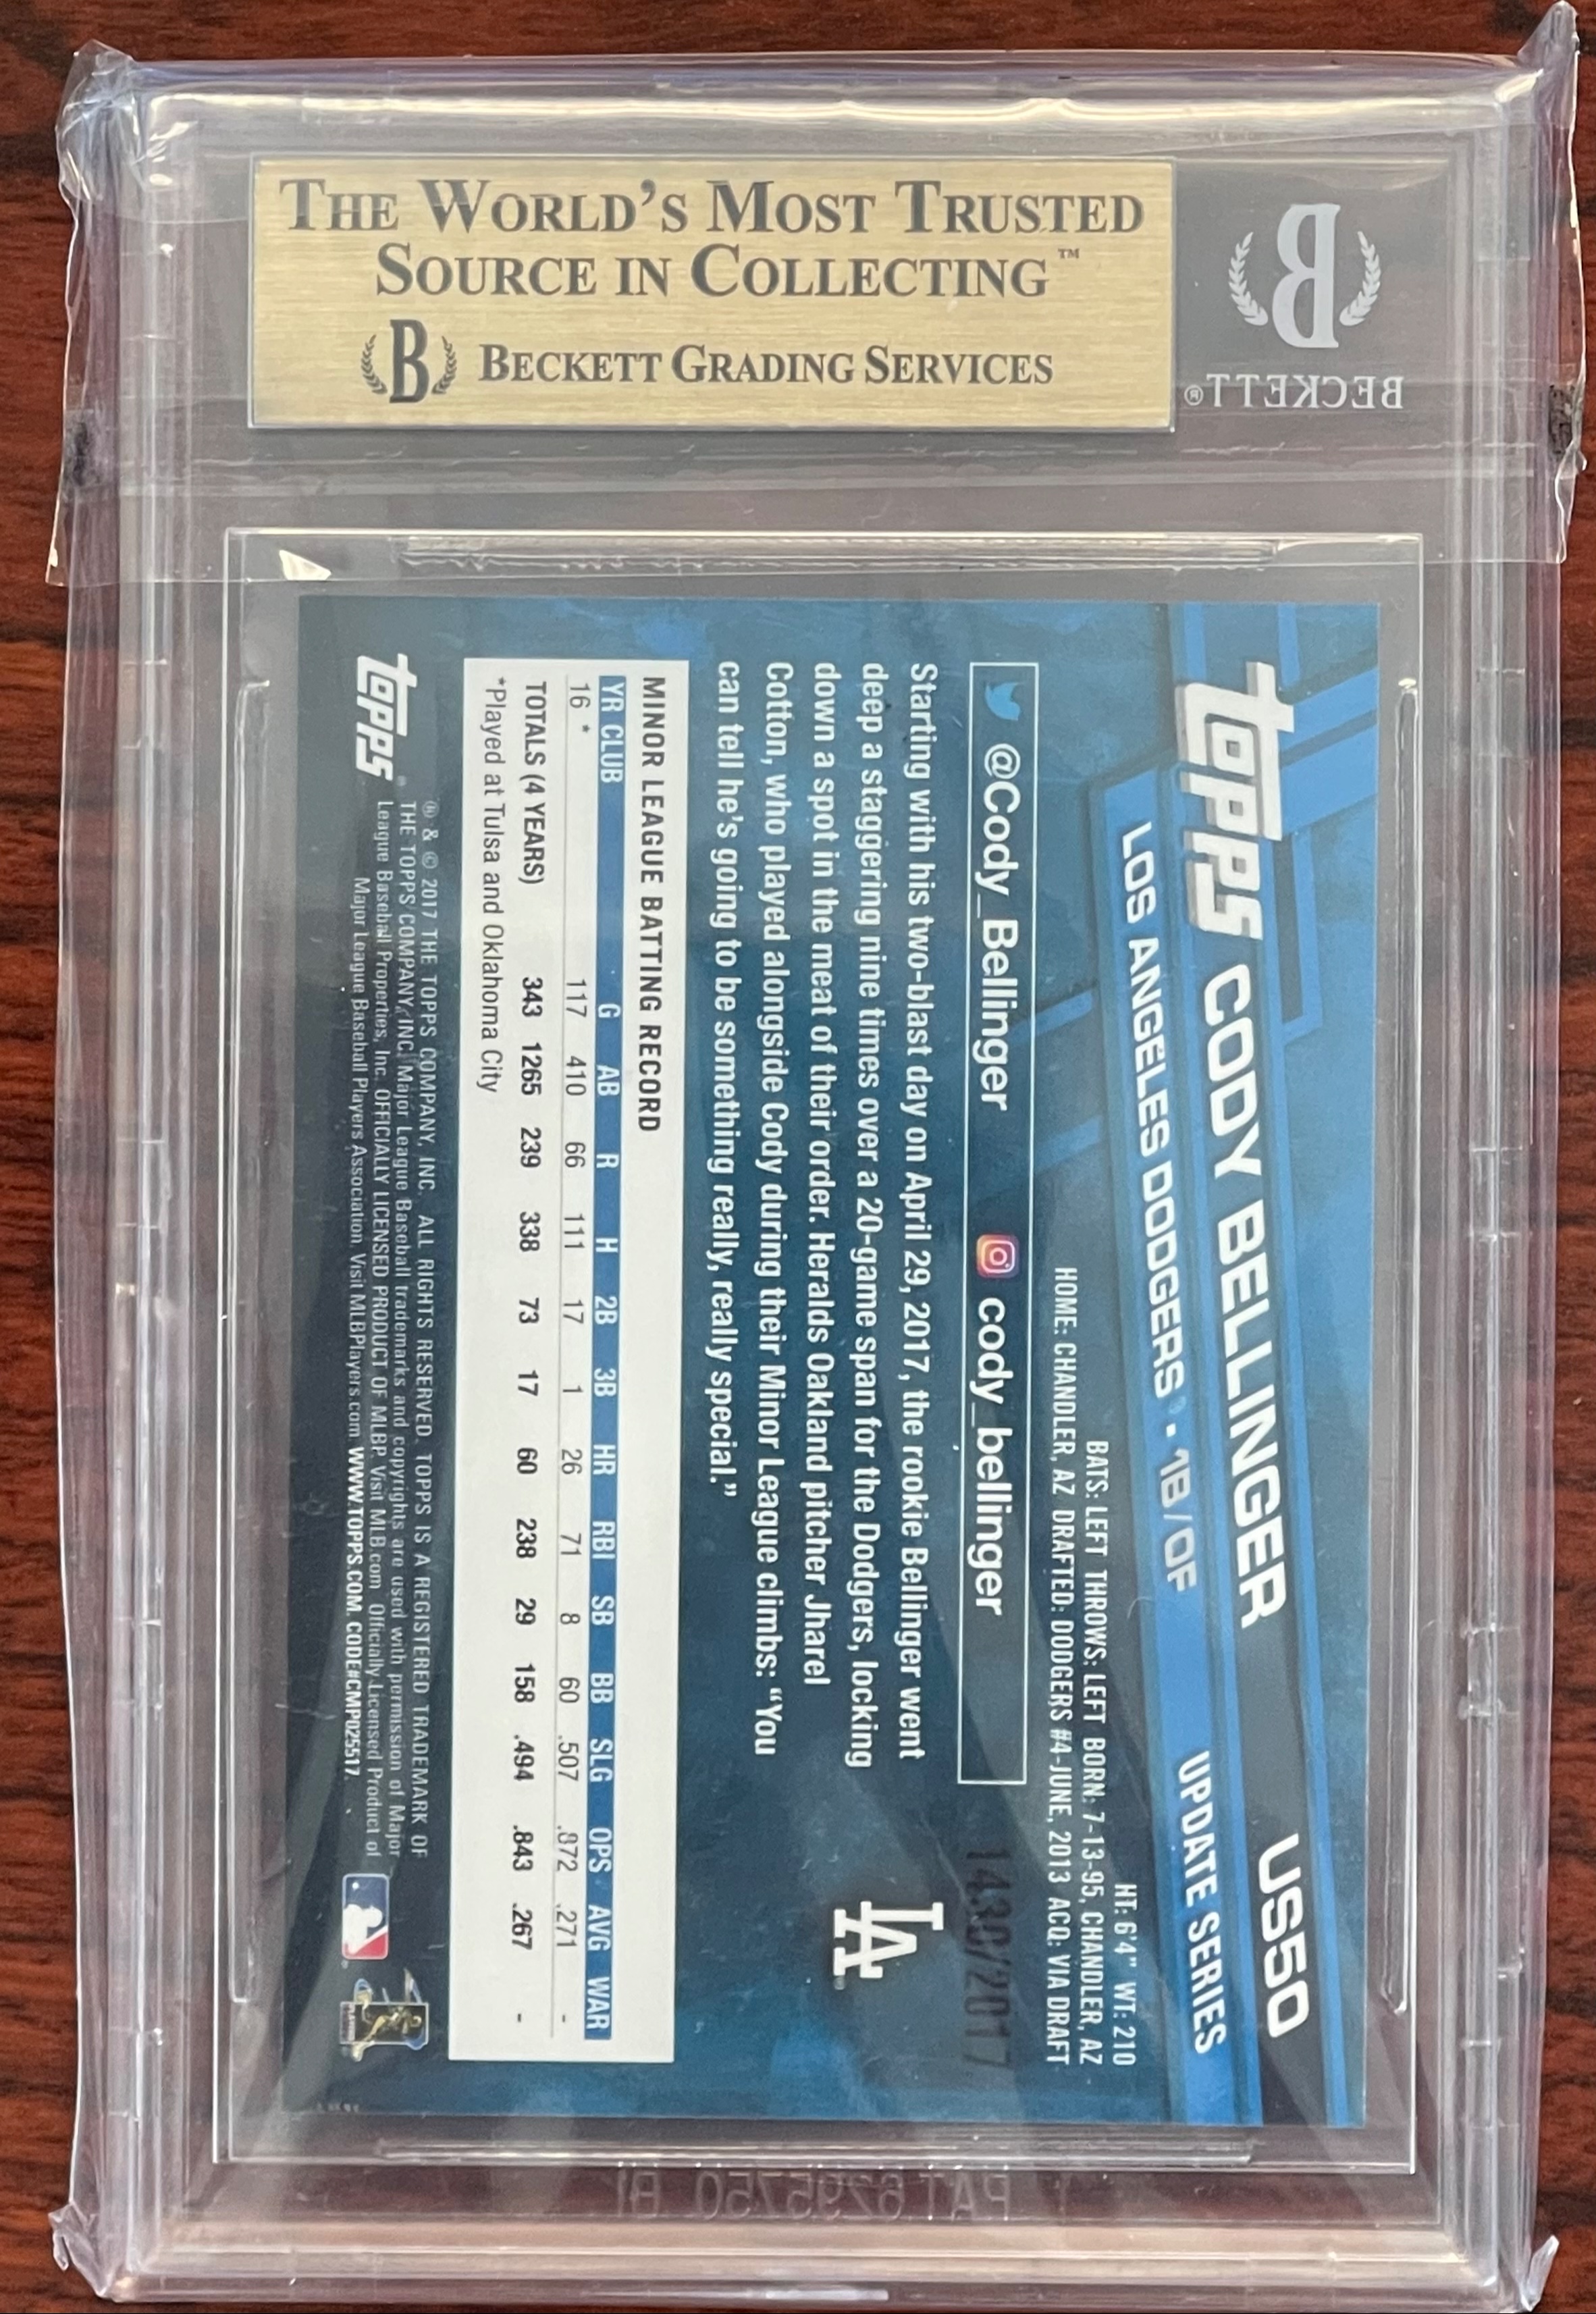 THE WORLD'S MOST TRUSTED
SOURCE IN COLLECTING™
B BECKETT GRADING SERVICES
B
BECKETT®
topps CODY BELLINGER US50
LOS ANGELES DODGERS® • 1B/OF UPDATE SERIES
HT: 6'4" WT: 210
BATS: LEFT THROWS: LEFT BORN: 7-13-95, CHANDLER, AZ
HOME: CHANDLER, AZ DRAFTED: DODGERS #4-JUNE, 2013 ACQ: VIA DRAFT
@Cody_Bellinger cody_bellinger
1430/2017
Starting with his two-blast day on April 29, 2017, the rookie Bellinger went
deep a staggering nine times over a 20-game span for the Dodgers, locking
down a spot in the meat of their order. Heralds Oakland pitcher Jharel
Cotton, who played alongside Cody during their Minor League climbs: “You
can tell he's going to be something really, really special.”
LA
MINOR LEAGUE BATTING RECORD
YR CLUB G AB R H 2B 3B HR RBI SB BB SLG OPS AVG WAR
16 * 117 410 66 111 17 1 26 71 8 60 .507 .872 .271 -
TOTALS (4 YEARS) 343 1265 239 338 73 17 60 238 29 158 .494 .843 .267 -
*Played at Tulsa and Oklahoma City
topps®
® & © 2017 THE TOPPS COMPANY, INC. ALL RIGHTS RESERVED. TOPPS IS A REGISTERED TRADEMARK OF
THE TOPPS COMPANY, INC. Major League Baseball trademarks and copyrights are used with permission of Major
League Baseball Properties, Inc. OFFICIALLY LICENSED PRODUCT OF MLBP. Visit MLB.com Officially Licensed Product of
Major League Baseball Players Association. Visit MLBPlayers.com WWW.TOPPS.COM. CODE#CMP025517.
PAT 6295750 B1